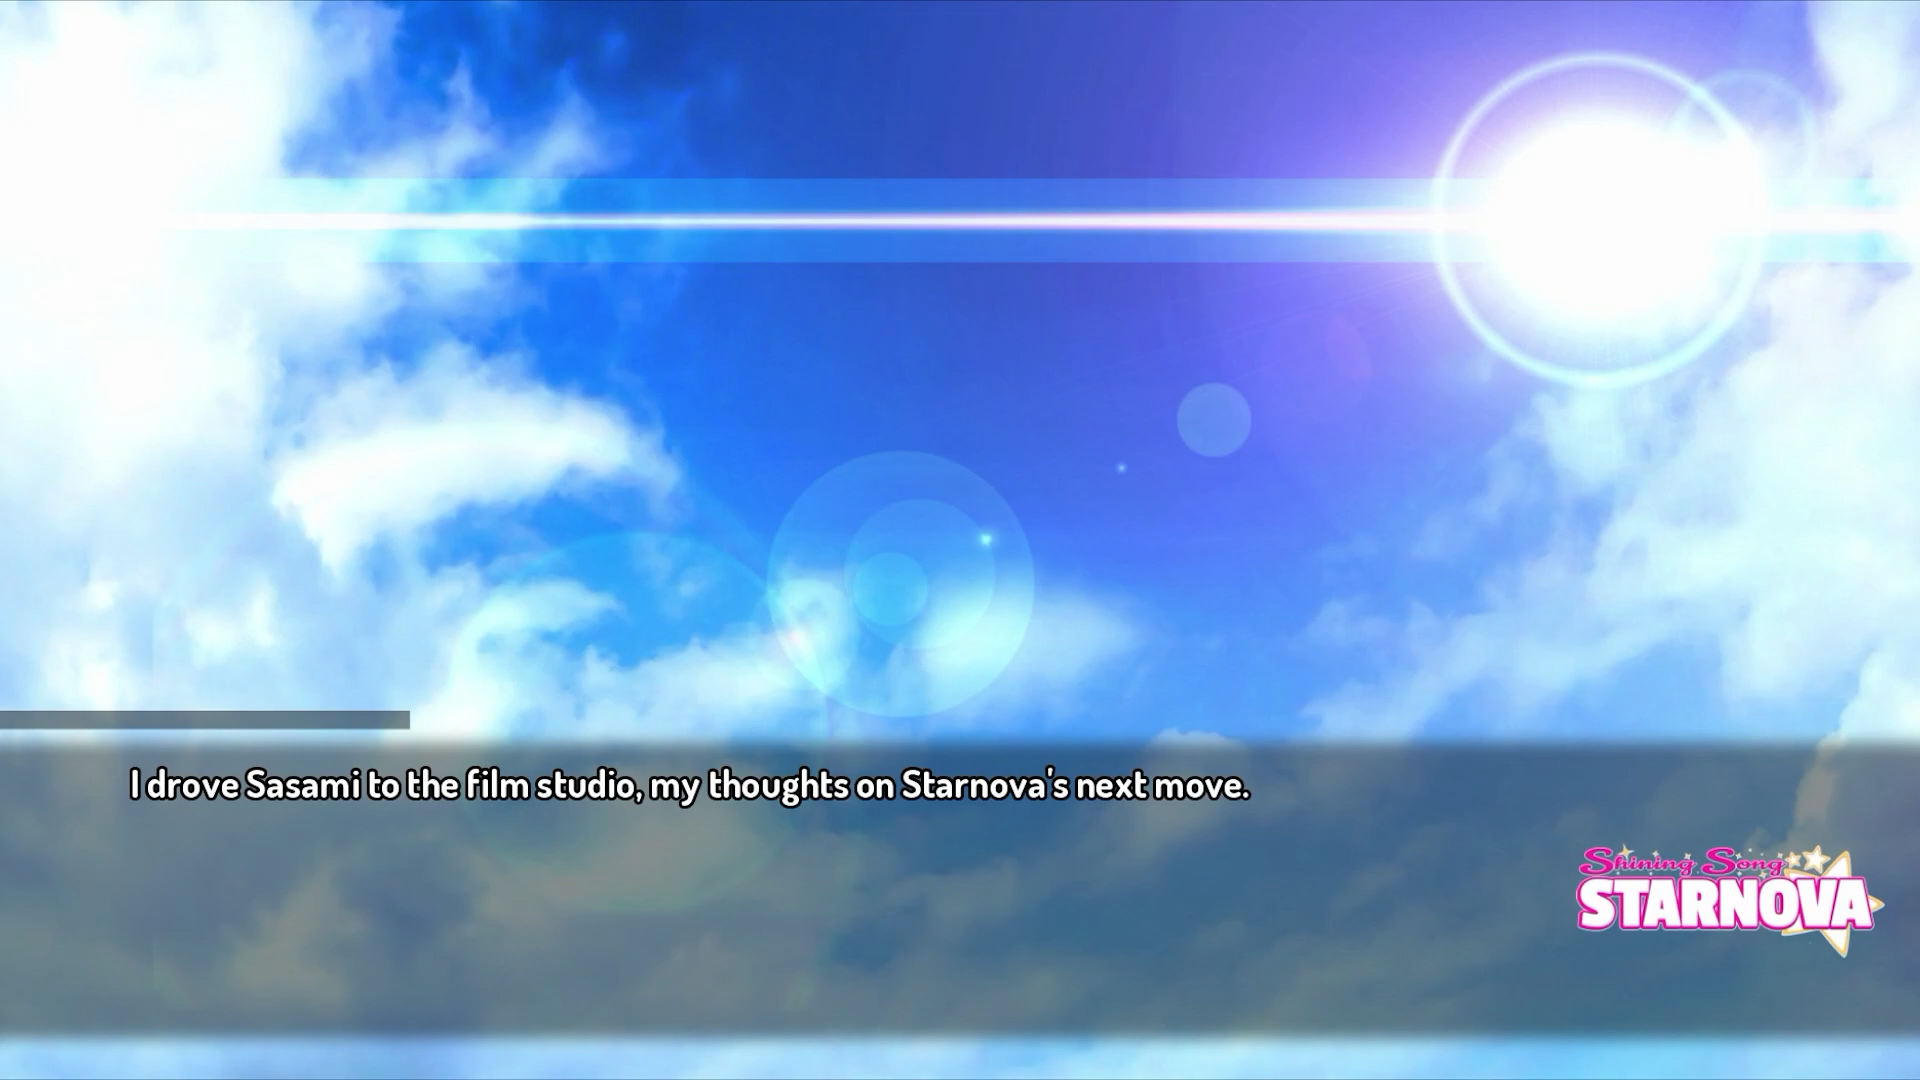 I drove Sasami to the film studio, my thoughts on Starnova's next move.
Shining Song
STARNOVA